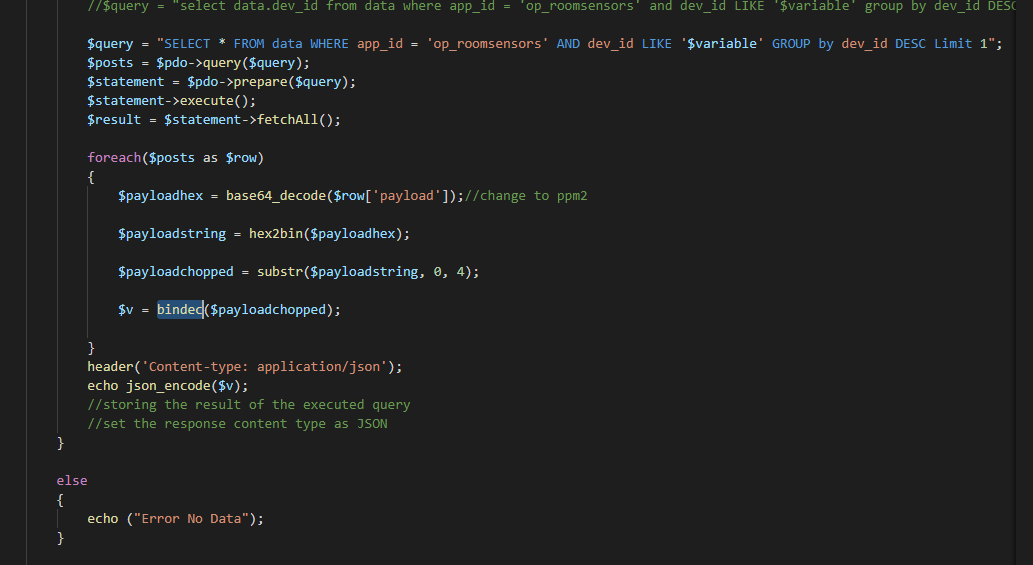 //$query = "select data.dev_id from data where app_id = 'op_roomsensors' and dev_id LIKE '$variable' group by dev_id DESC
$query = "SELECT * FROM data WHERE app_id = 'op_roomsensors' AND dev_id LIKE '$variable' GROUP by dev_id DESC Limit 1";
$posts = $pdo->query($query);
$statement = $pdo->prepare($query);
$statement->execute();
$result = $statement->fetchAll();
foreach($posts as $row)
{
$payloadhex = base64_decode($row['payload']);//change to ppm2
$payloadstring = hex2bin($payloadhex);
$payloadchopped = substr($payloadstring, 0, 4);
$v = bindec($payloadchopped);
}
header('Content-type: application/json');
echo json_encode($v);
//storing the result of the executed query
//set the response content type as JSON
}
else
{
echo ("Error No Data");
}